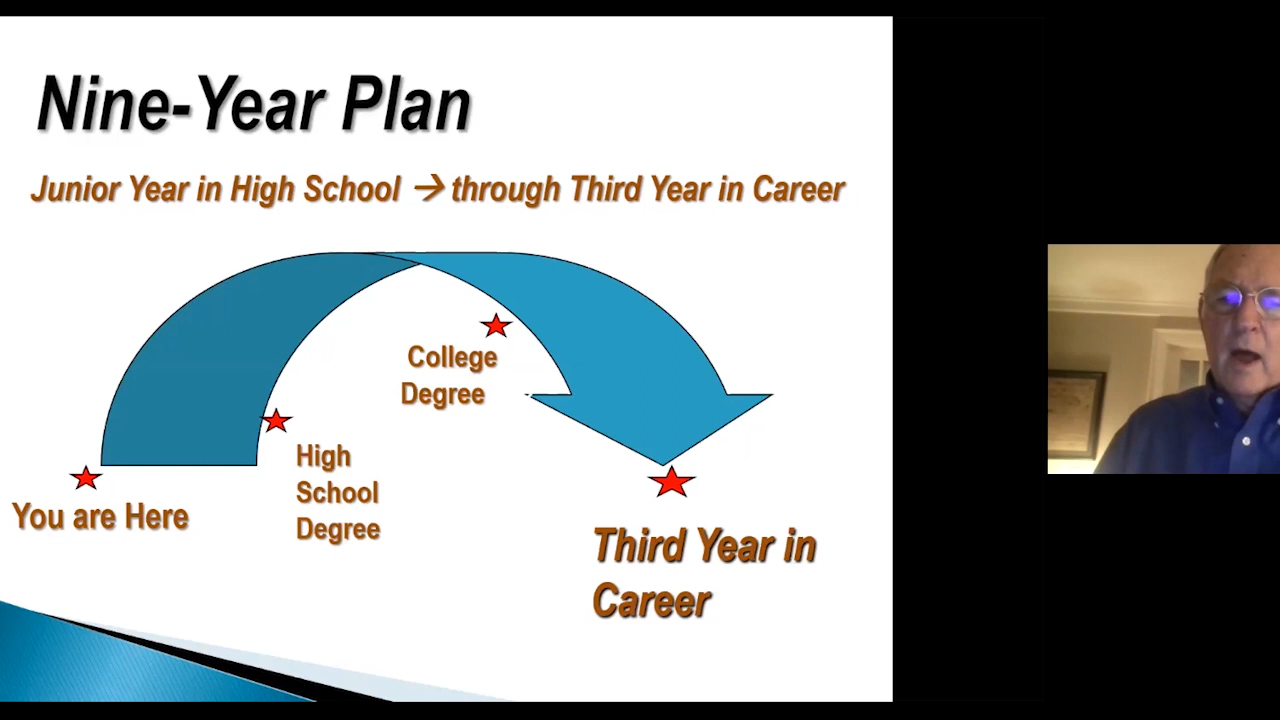 Nine-Year Plan
Junior Year in High School → through Third Year in Career
College
Degree
High
School
Degree
You are Here
Third Year in
Career